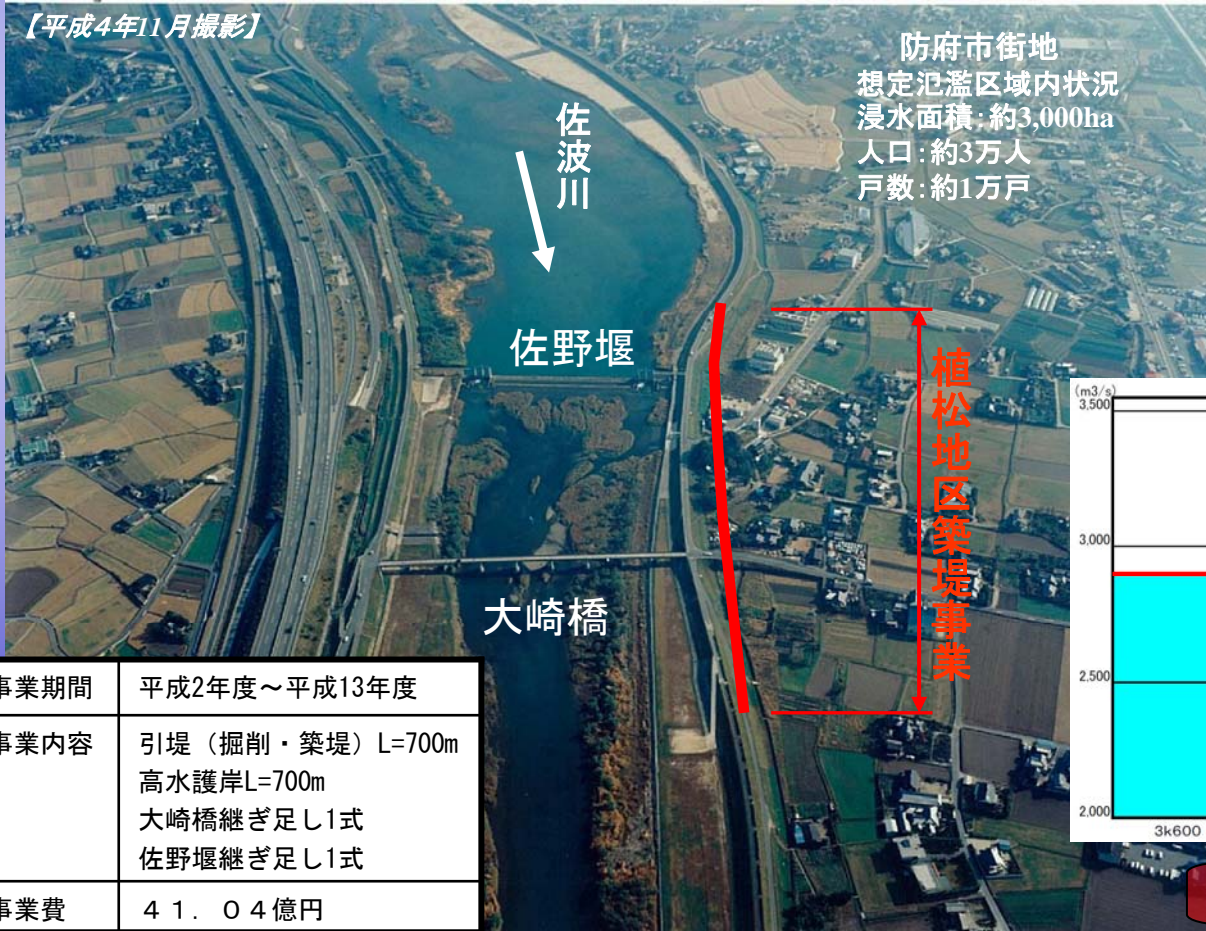 【平成4年11月撮影】
防府市街地
想定氾濫区域内状況
浸水面積:約3,000ha
人口:約3万人
戸数:約1万戸
佐波川
佐野堰
植松地区築堤事業
大崎橋
(m3/s)
3,500
3,000
2,500
2,000
3k600
事業期間 平成2年度～平成13年度
事業内容 引堤（掘削・築堤）L=700m
高水護岸L=700m
大崎橋継ぎ足し1式
佐野堰継ぎ足し1式
事業費 ４１．０４億円